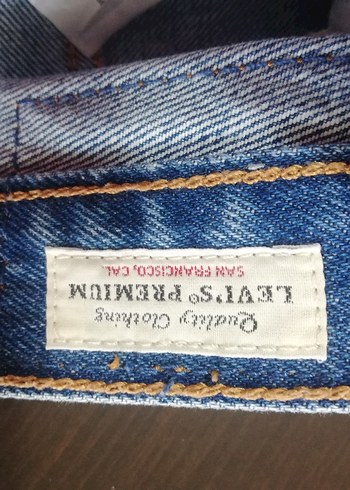 Quality Clothing
LEVI'S® PREMIUM
SAN FRANCISCO, CAL